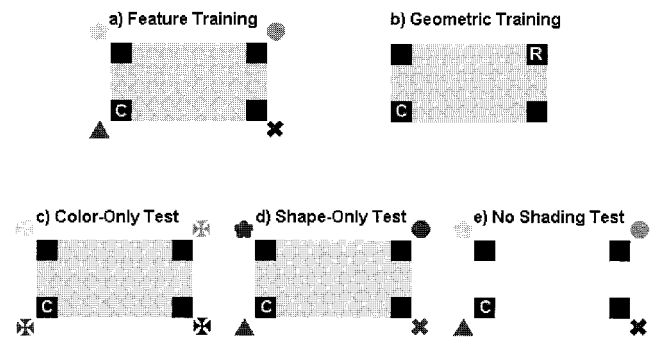 a) Feature Training
b) Geometric Training
R
C
C
c) Color-Only Test
d) Shape-Only Test
e) No Shading Test
C
C
C